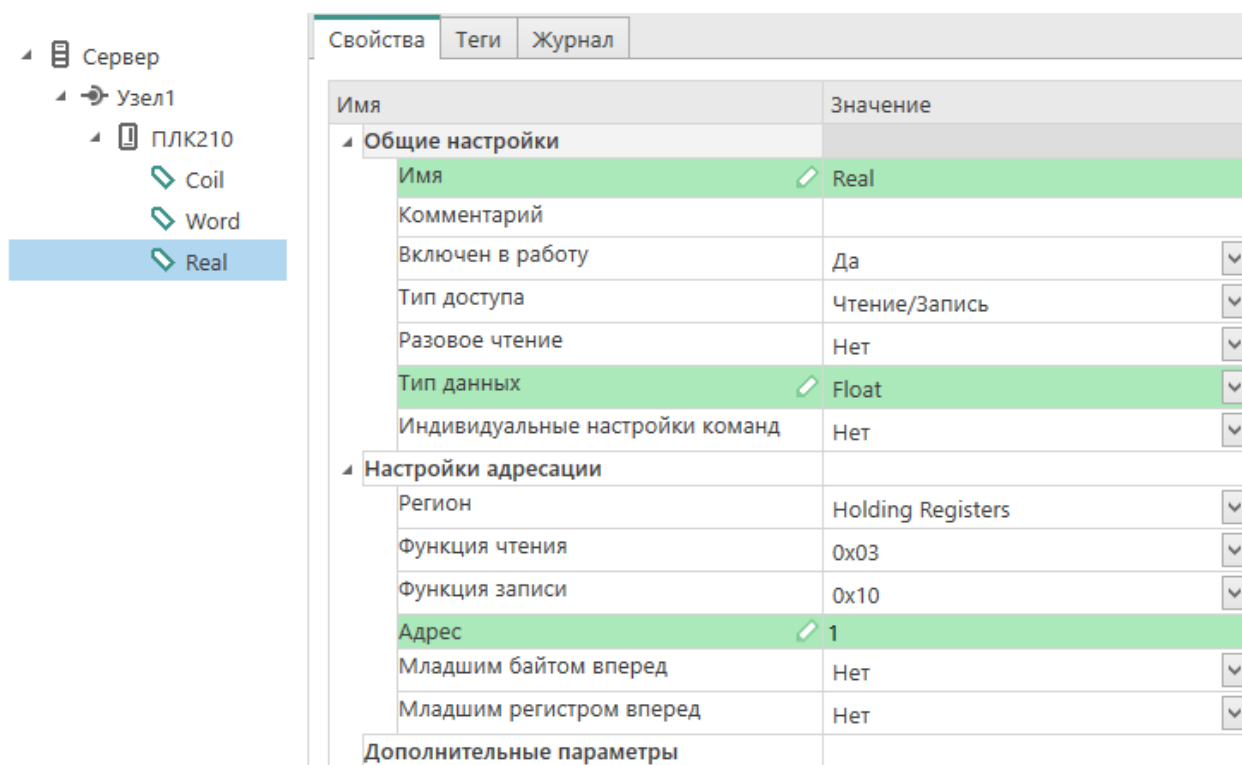 Сервер
Узел1
ПЛК210
Coil
Word
Real
Свойства Теги Журнал
Имя Значение
Общие настройки
Имя Real
Комментарий
Включен в работу Да
Тип доступа Чтение/Запись
Разовое чтение Нет
Тип данных Float
Индивидуальные настройки команд Нет
Настройки адресации
Регион Holding Registers
Функция чтения 0x03
Функция записи 0x10
Адрес 1
Младшим байтом вперед Нет
Младшим регистром вперед Нет
Дополнительные параметры